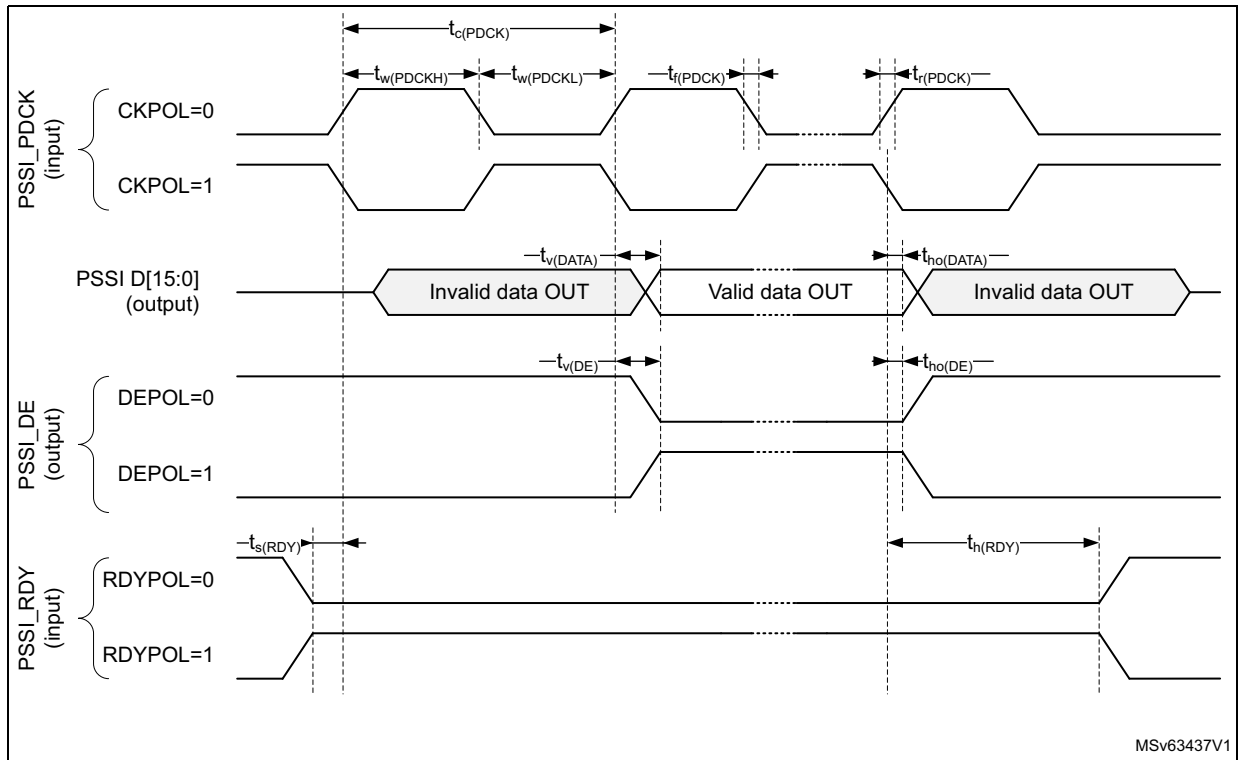 tc(PDCK)
tw(PDCKH)
tw(PDCKL)
tf(PDCK)
tr(PDCK)
PSSI_PDCK
(input)
CKPOL=0
CKPOL=1
tv(DATA)
tho(DATA)
PSSI D[15:0]
(output)
Invalid data OUT
Valid data OUT
Invalid data OUT
tv(DE)
tho(DE)
PSSI_DE
(output)
DEPOL=0
DEPOL=1
ts(RDY)
th(RDY)
PSSI_RDY
(input)
RDYPOL=0
RDYPOL=1
MSv63437V1